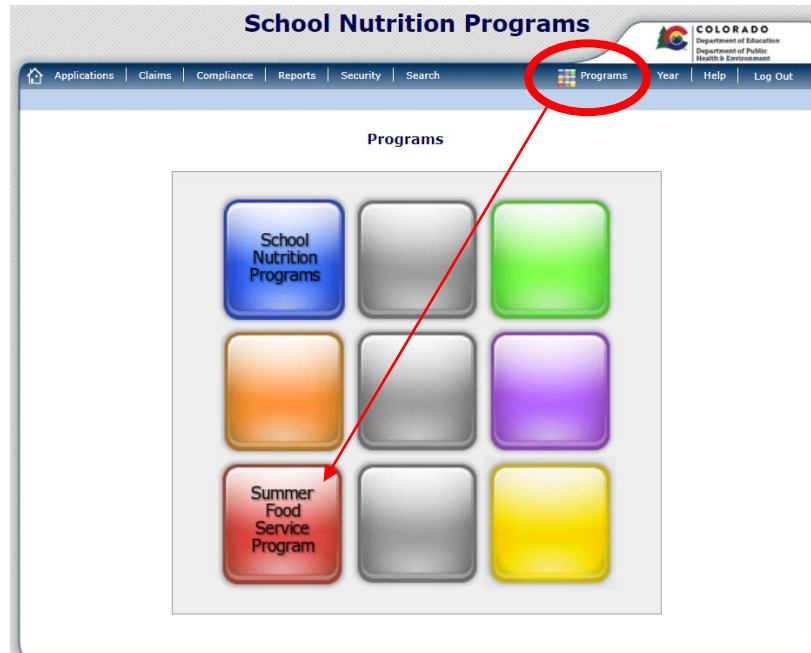 School Nutrition Programs
COLORADO
Department of Education
Department of Public
Health & Environment
Applications | Claims | Compliance | Reports | Security | Search Programs Year | Help | Log Out
Programs
School
Nutrition
Programs
Summer
Food
Service
Program